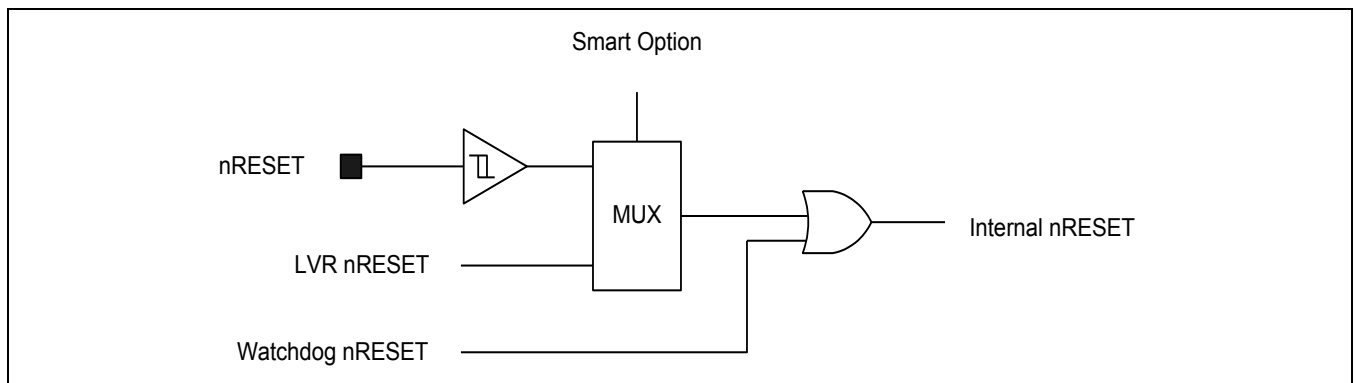 Smart Option
nRESET
MUX
Internal nRESET
LVR nRESET
Watchdog nRESET